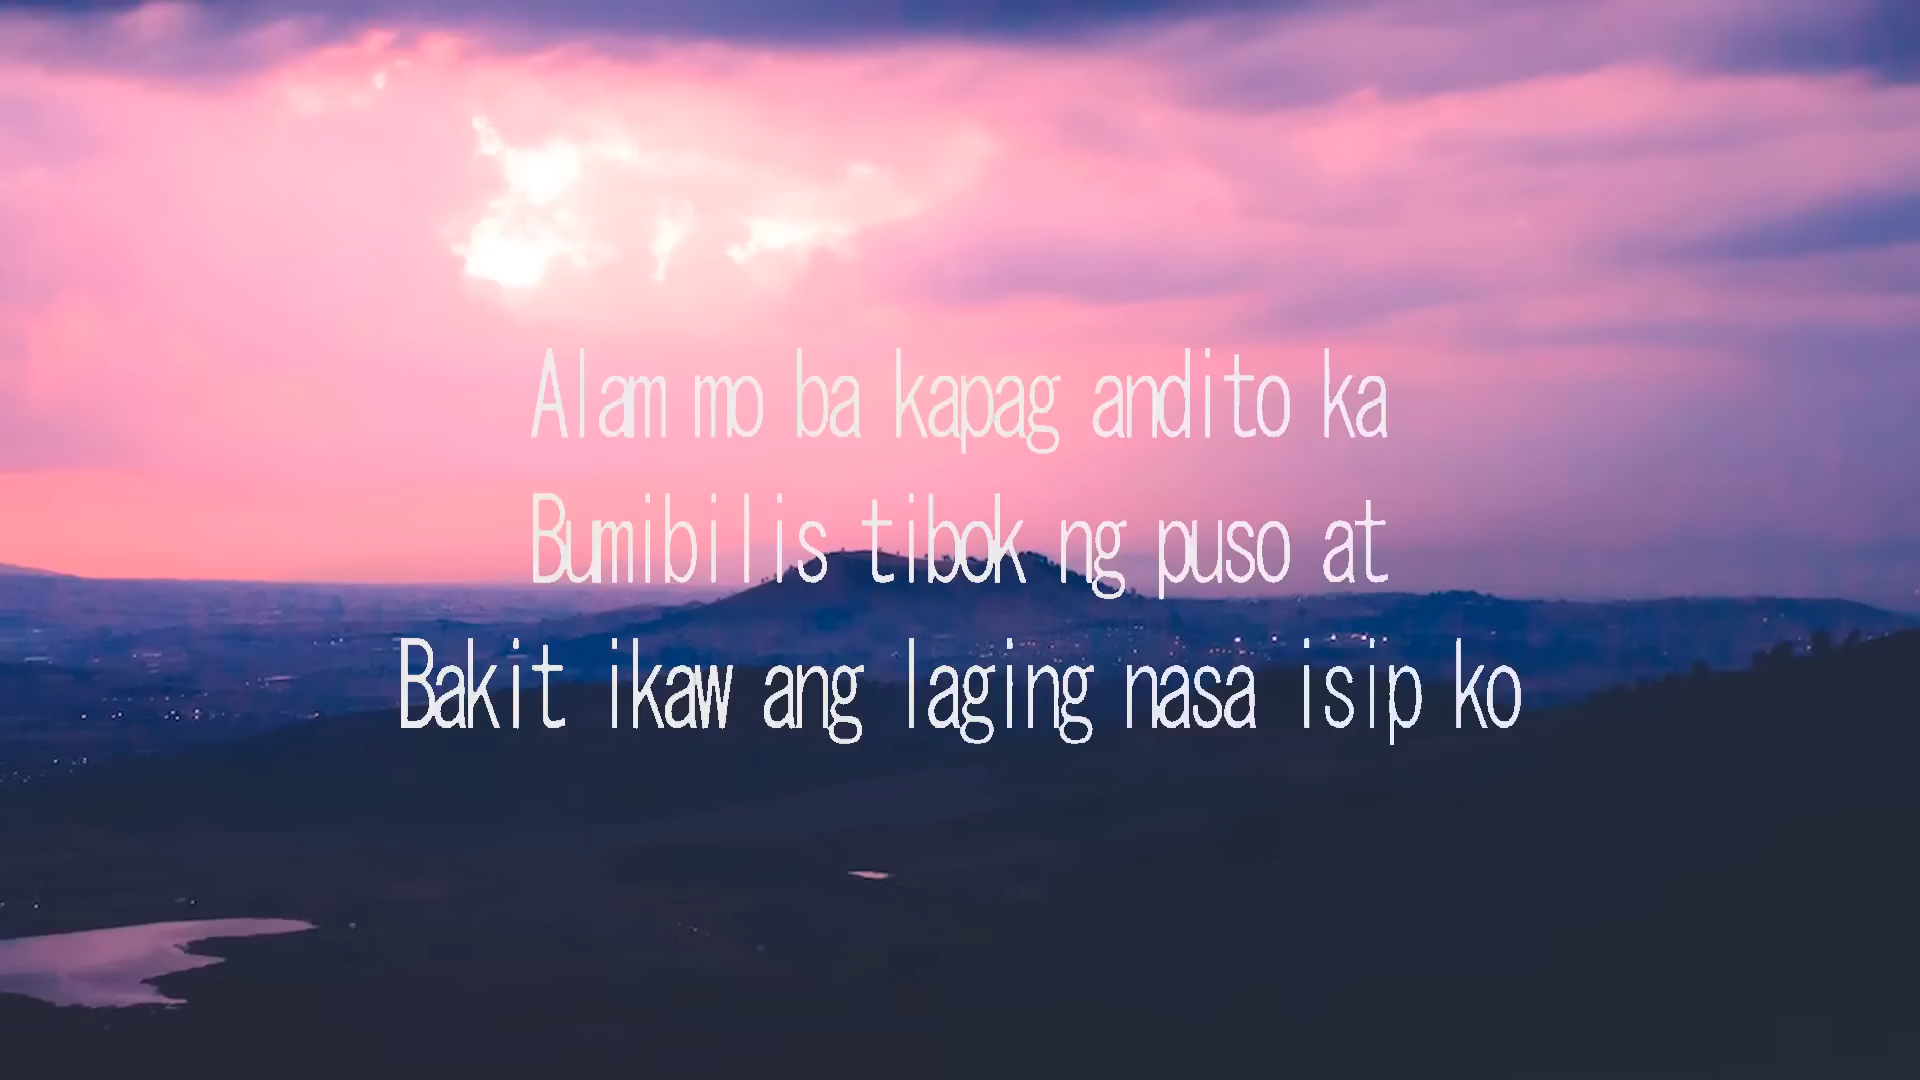 Alam mo ba kapag andito ka
Bumibilis tibok ng puso at
Bakit ikaw ang laging nasa isip ko